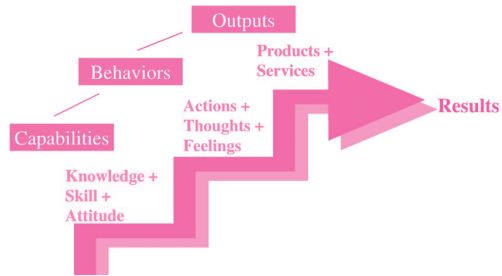 Outputs
Products +
Services
Behaviors
Actions +
Thoughts +
Feelings
Results
Capabilities
Knowledge +
Skill +
Attitude